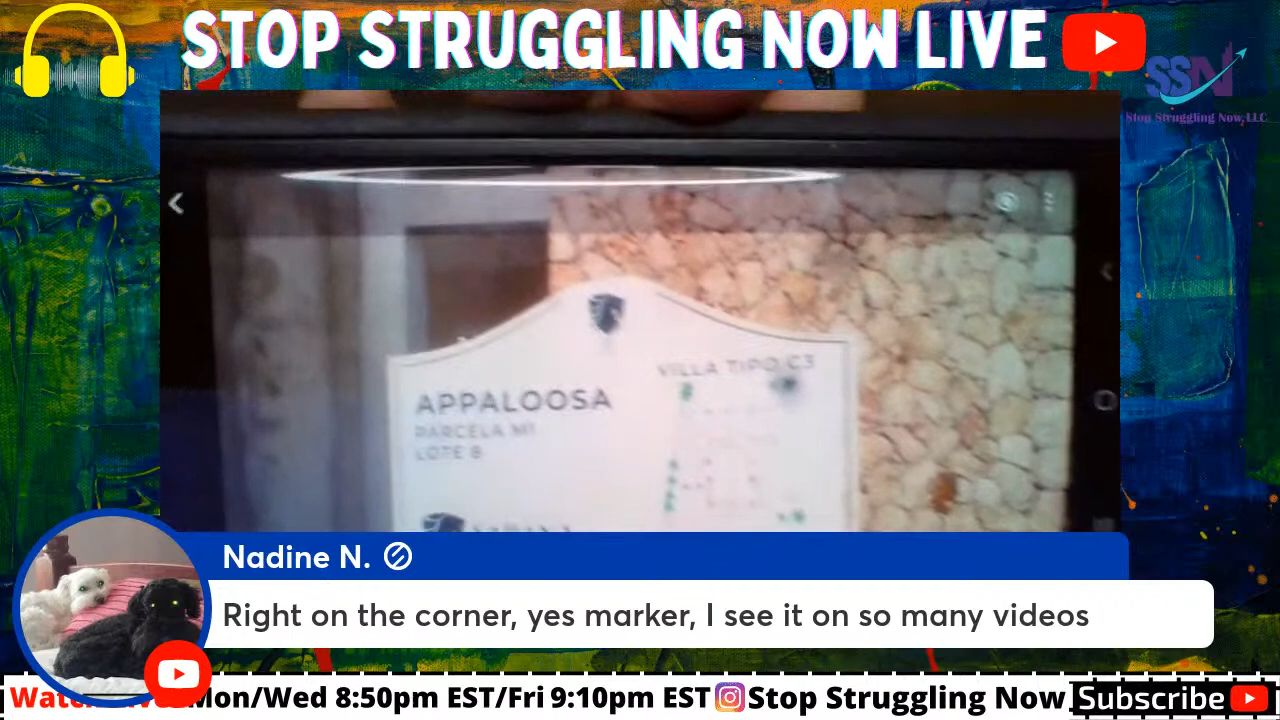 STOP STRUGGLING NOW LIVE
SSN
Stop Struggling Now, LLC
VILLA TIPO C3
APPALOOSA
PARCELA M1
LOTE 8
Nadine N.
Right on the corner, yes marker, I see it on so many videos
Mon/Wed 8:50pm EST/Fri 9:10pm EST Stop Struggling Now
Subscribe